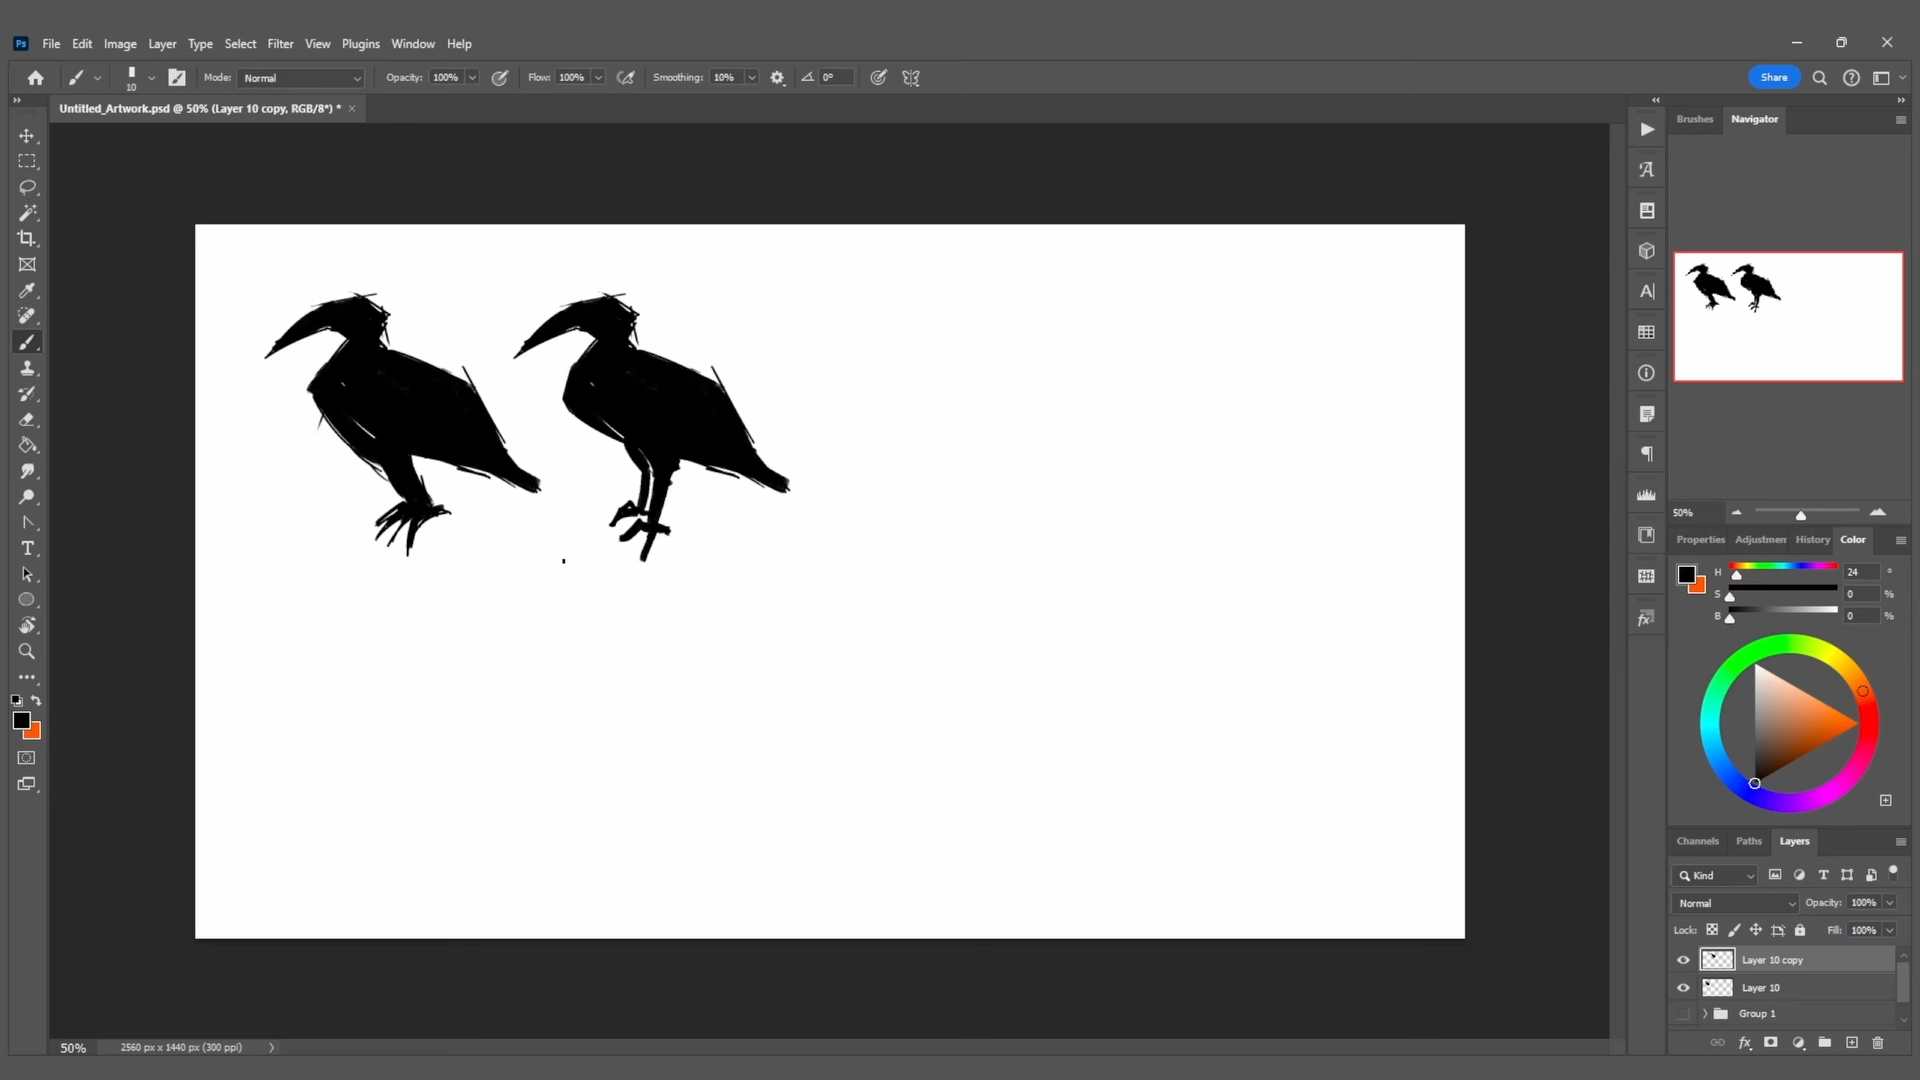 Ps File Edit Image Layer Type Select Filter View Plugins Window Help
10 Mode: Normal Opacity: 100% Flow: 100% Smoothing: 10% 0° Share
Untitled_Artwork.psd @ 50% (Layer 10 copy, RGB/8*) * ×
Brushes Navigator
50%
Properties Adjustmen History Color
H 24 °
S 0 %
B 0 %
Channels Paths Layers
Kind
Normal Opacity: 100%
Lock: Fill: 100%
Layer 10 copy
Layer 10
Group 1
fx
50% 2560 px x 1440 px (300 ppi)